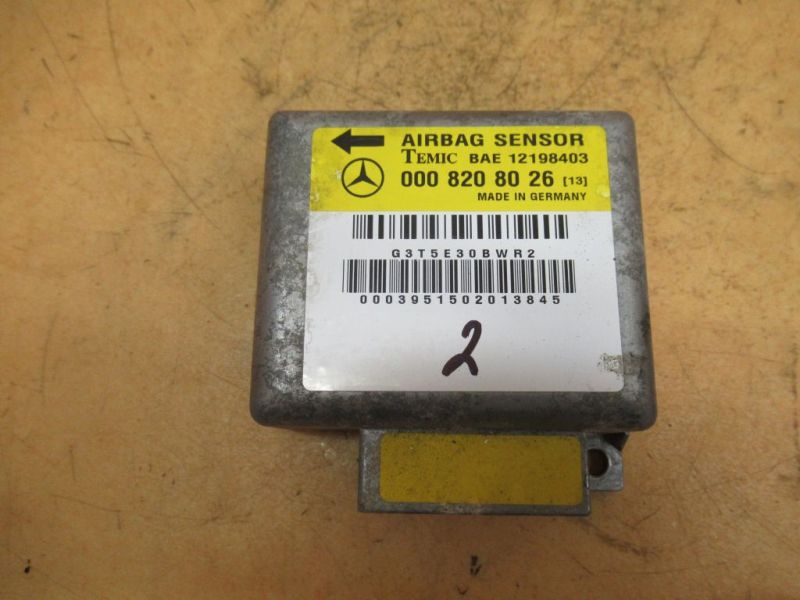 AIRBAG SENSOR
TEMIC BAE 12198403
000 820 80 26 [13]
MADE IN GERMANY
G3T5E30BWR2
0003951502013845
2